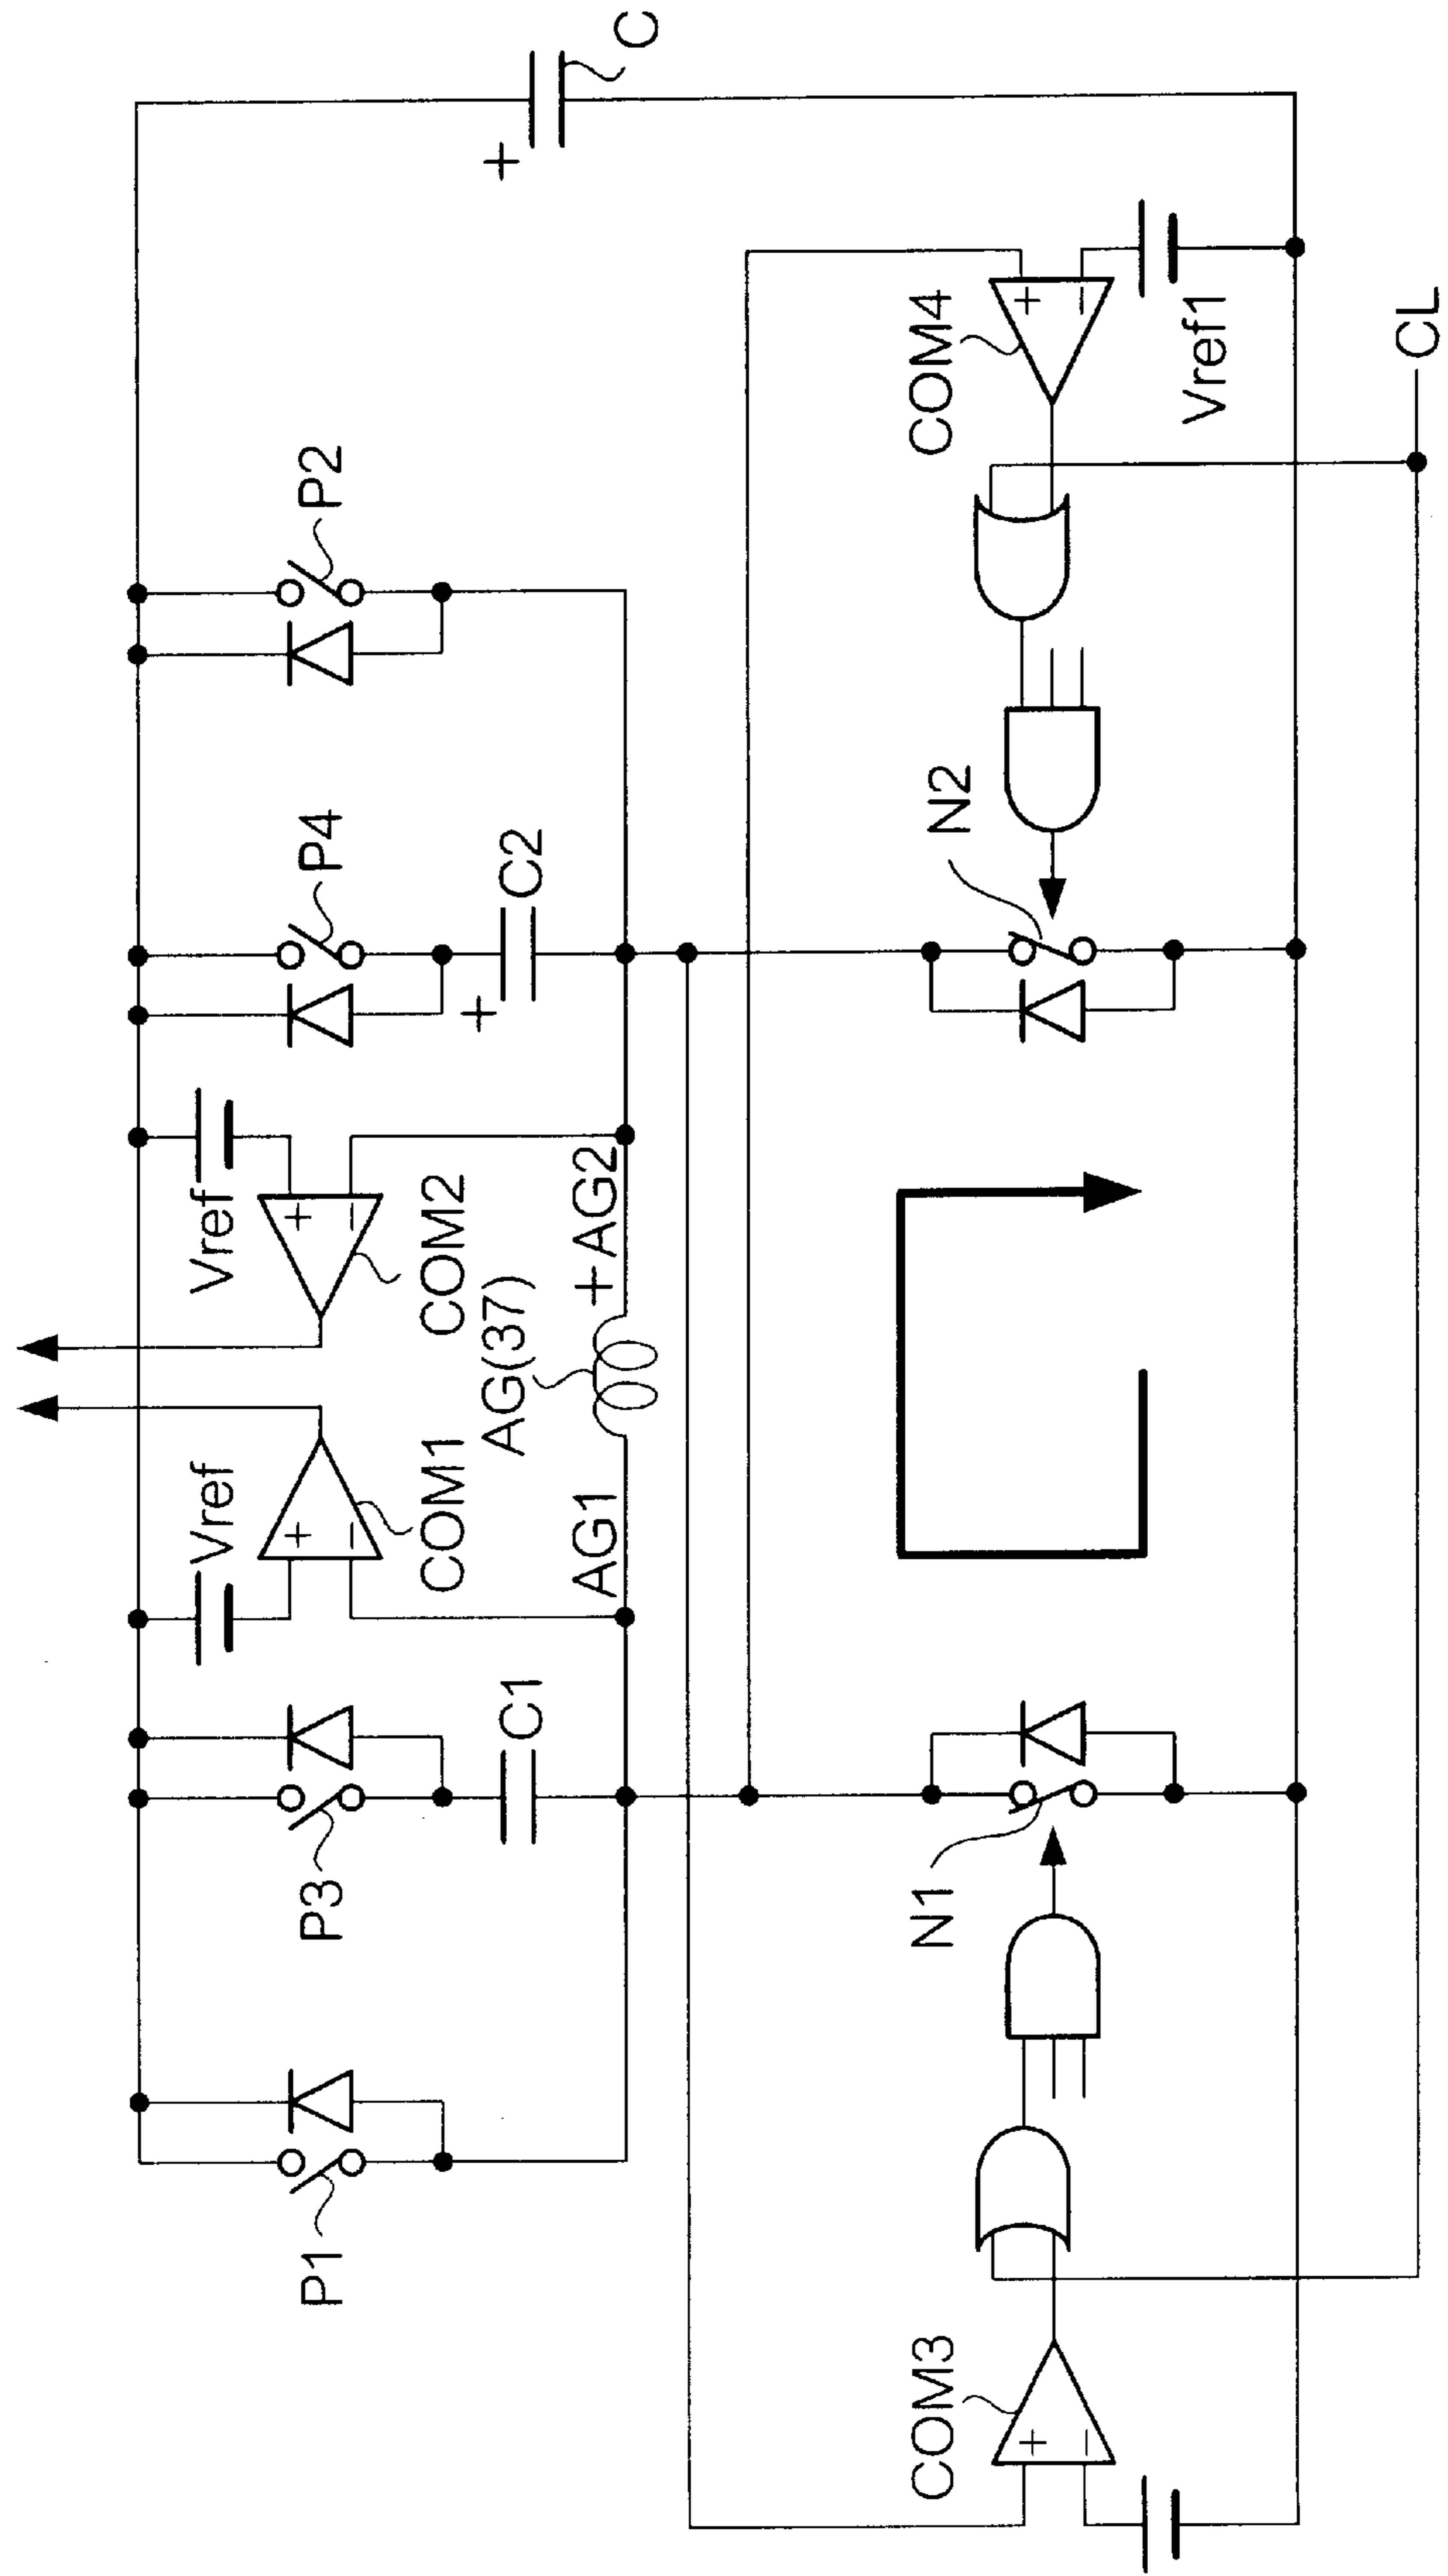 C
P2
P4
+
C2
+
Vref
COM2
AG(37)
+AG2
Vref
COM1
AG1
C1
P3
P1
COM4
+
−
Vref1
CL
N2
N1
COM3
+
−
+
−
+
−